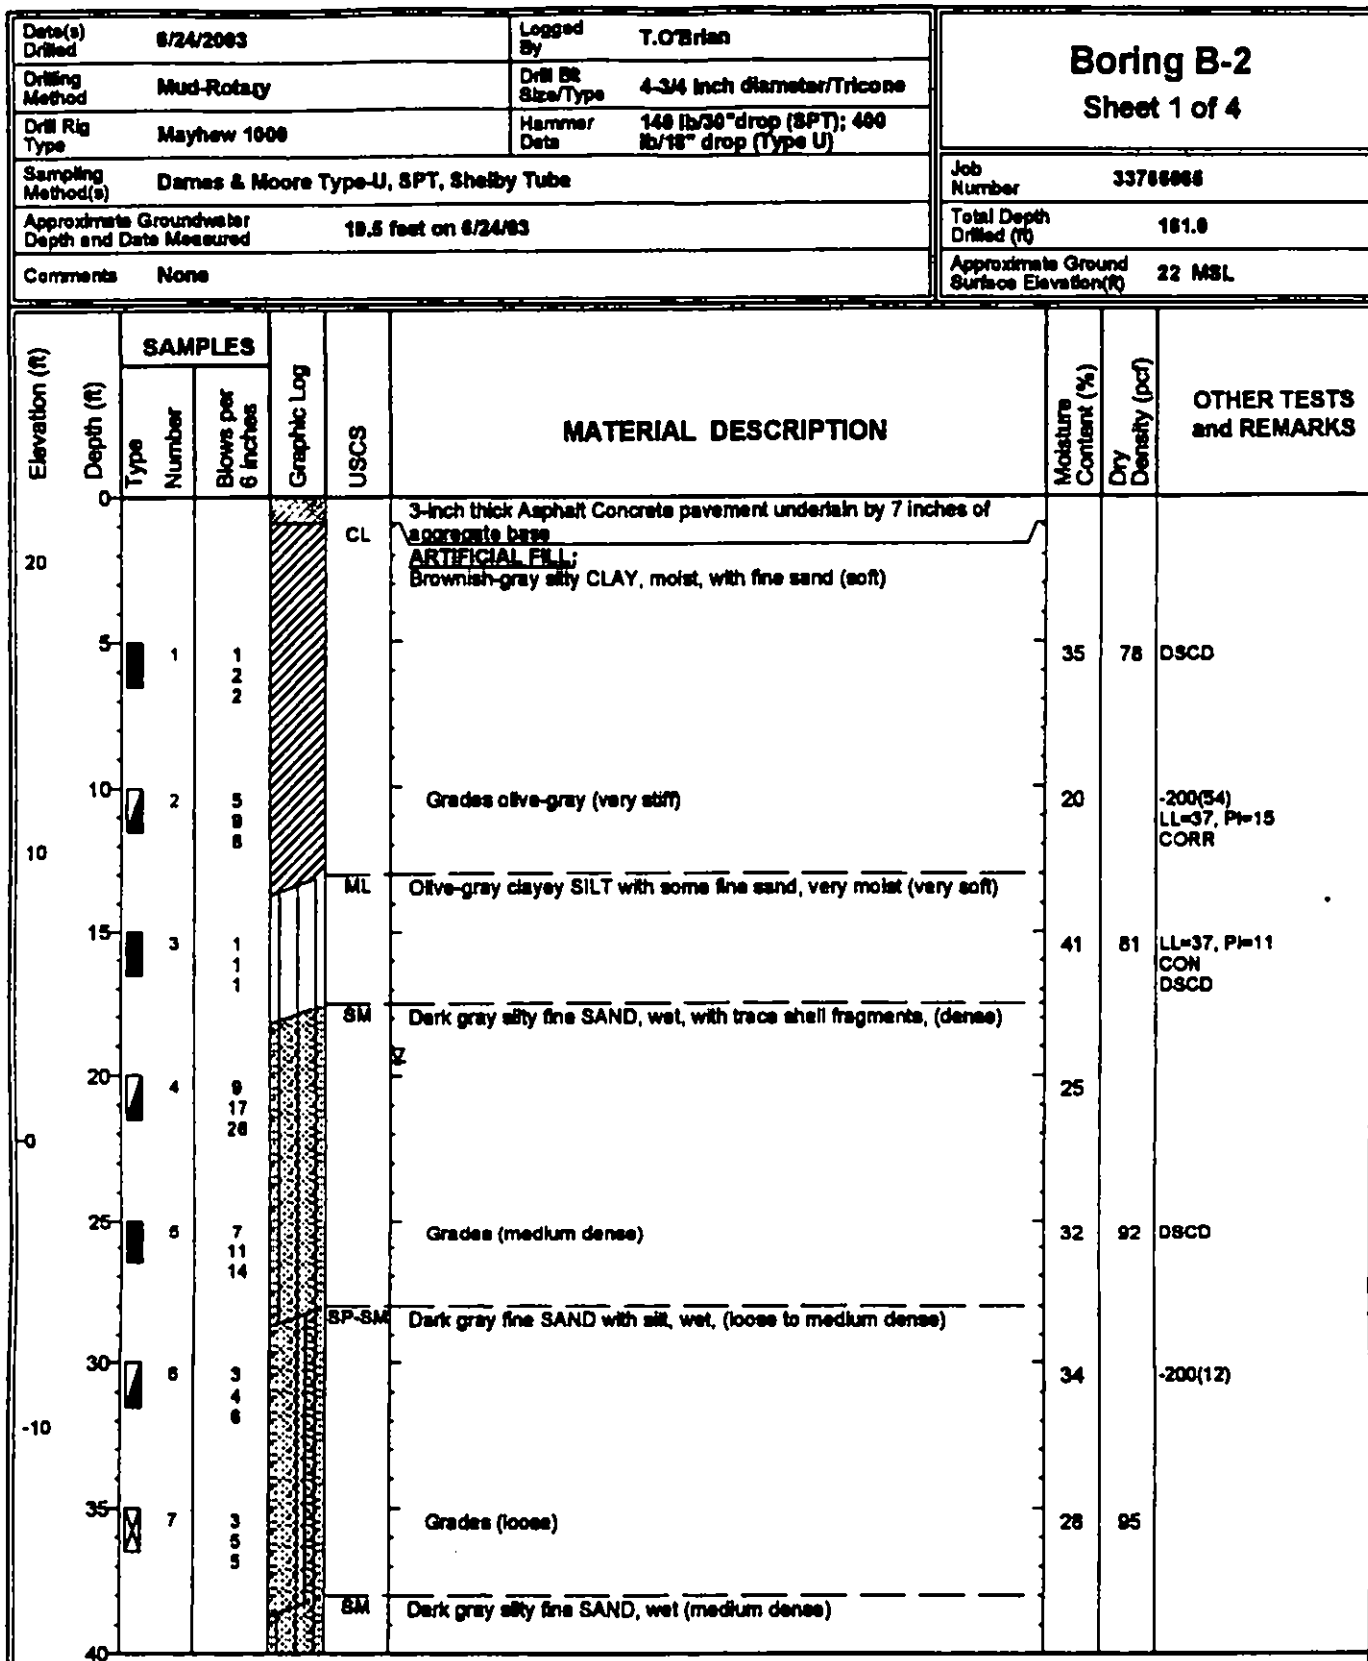 Date(s) Drilled 6/24/2003
Logged By T.O'Brian
Drilling Method Mud-Rotary
Drill Bit Size/Type 4-3/4 inch diameter/Tricone
Drill Rig Type Mayhew 1000
Hammer Data 140 lb/30"drop (SPT); 400 lb/18" drop (Type U)
Sampling Method(s) Dames & Moore Type-U, SPT, Shelby Tube
Approximate Groundwater Depth and Date Measured 19.5 feet on 6/24/03
Comments None
Boring B-2
Sheet 1 of 4
Job Number
Total Depth Drilled (ft)
Approximate Ground Surface Elevation(ft) 22 MSL
Elevation (ft)
Depth (ft)
SAMPLES
Type
Number
Blows per 6 inches
Graphic Log
USCS
MATERIAL DESCRIPTION
Moisture Content (%)
Dry Density (pcf)
OTHER TESTS and REMARKS
0
3-inch thick Asphalt Concrete pavement underlain by 7 inches of
CL aggregate base
20 ARTIFICIAL FILL:
Brownish-gray silty CLAY, moist, with fine sand (soft)
5 1 1 35 78 DSCD
2
2
10 2 5 Grades olive-gray (very stiff) 20 -200(54)
9 LL=37, PI=15
8 CORR
10
ML Olive-gray clayey SILT with some fine sand, very moist (very soft)
15 3 1 41 81 LL=37, PI=11
1 CON
1 DSCD
SM Dark gray silty fine SAND, wet, with trace shell fragments, (dense)
20 4 9 25
17
26
0
25 5 7 Grades (medium dense) 32 92 DSCD
11
14
SP-SM Dark gray fine SAND with silt, wet, (loose to medium dense)
30 6 3 34 -200(12)
4
6
-10
35 7 3 Grades (loose) 28 95
5
5
SM Dark gray silty fine SAND, wet (medium dense)
40